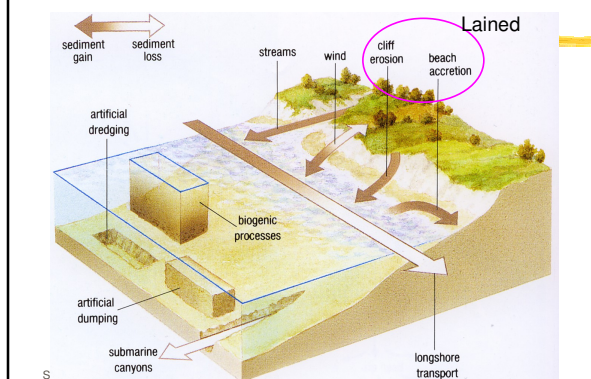 Lained
sediment
gain
sediment
loss
streams
wind
cliff
erosion
beach
accretion
artificial
dredging
biogenic
processes
artificial
dumping
submarine
canyons
longshore
transport
S